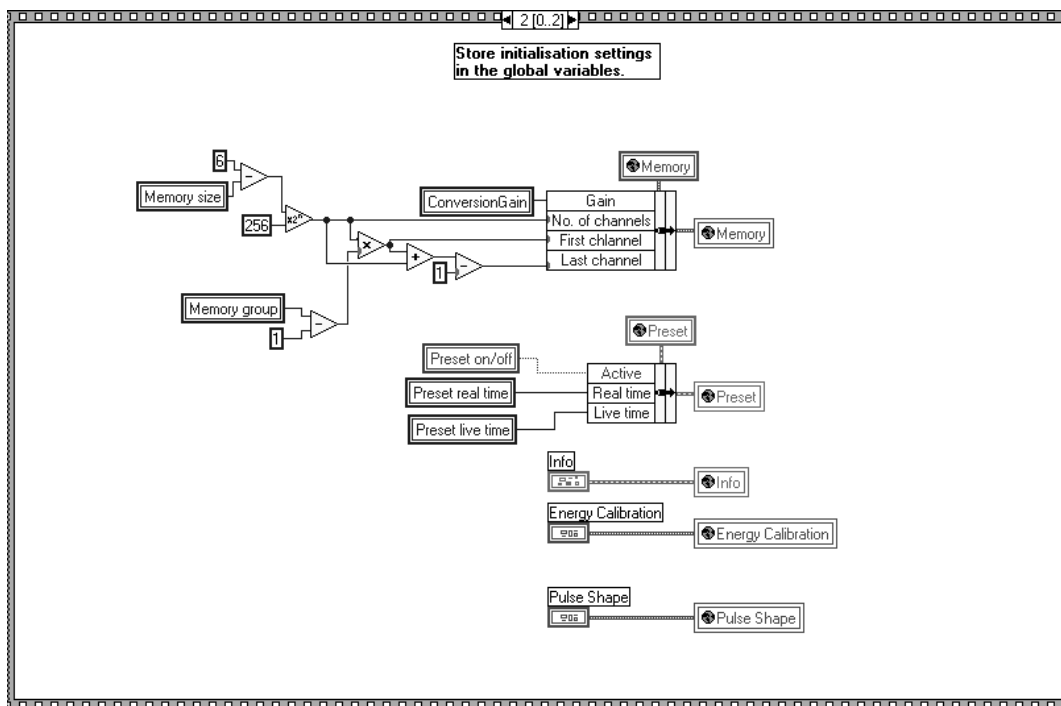 2 [0..2]
Store initialisation settings
in the global variables.
6
Memory size
256
x2ⁿ
Memory group
1
−
−
×
+
1
−
ConversionGain
Memory
Gain
No. of channels
First chlannel
Last channel
Memory
Preset
Preset on/off
Active
Preset real time
Real time
Preset live time
Live time
Preset
Info
Info
Energy Calibration
Energy Calibration
Pulse Shape
Pulse Shape